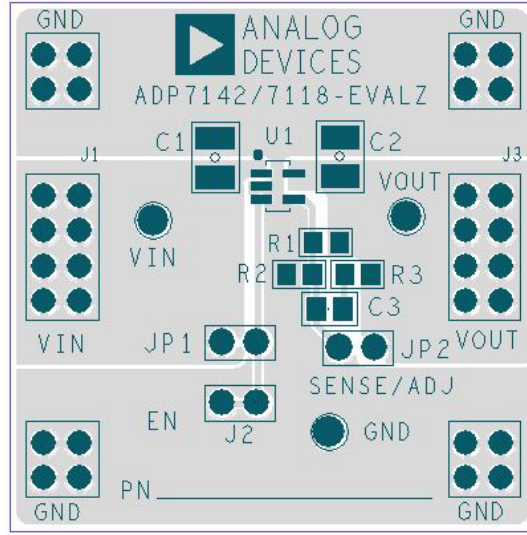 GND
ANALOG
DEVICES
GND
ADP7142/7118-EVALZ
C1
U1
C2
J1
VOUT
J3
VIN
R1
R2
R3
C3
VIN
JP1
JP2
VOUT
SENSE/ADJ
EN
J2
GND
PN
GND
GND